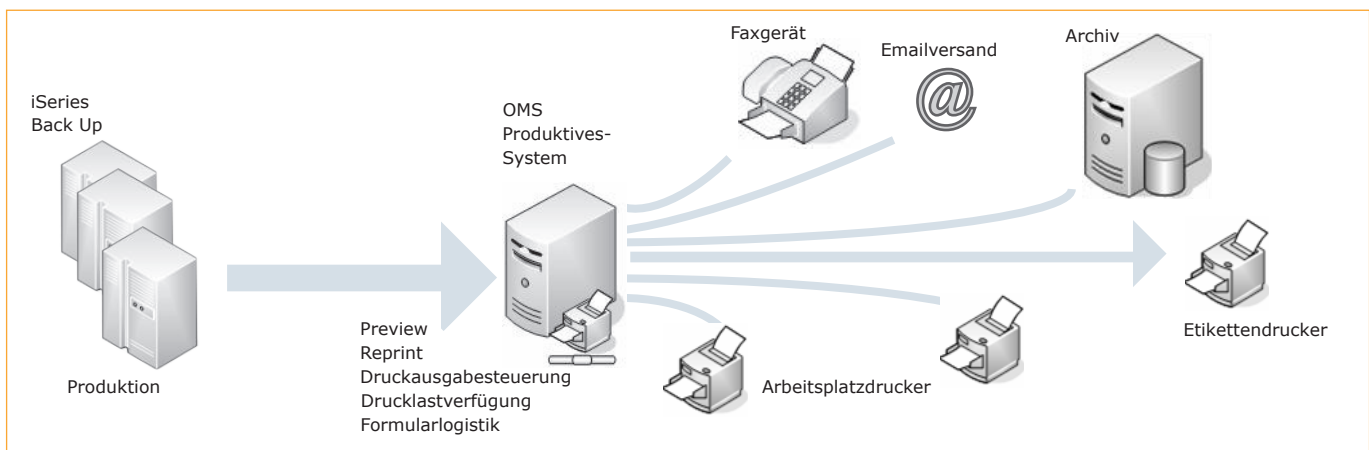 iSeries
Back Up
Produktion
OMS
Produktives-
System
Preview
Reprint
Druckausgabesteuerung
Drucklastverfügung
Formularlogistik
Faxgerät
Emailversand
@
Archiv
Etikettendrucker
Arbeitsplatzdrucker